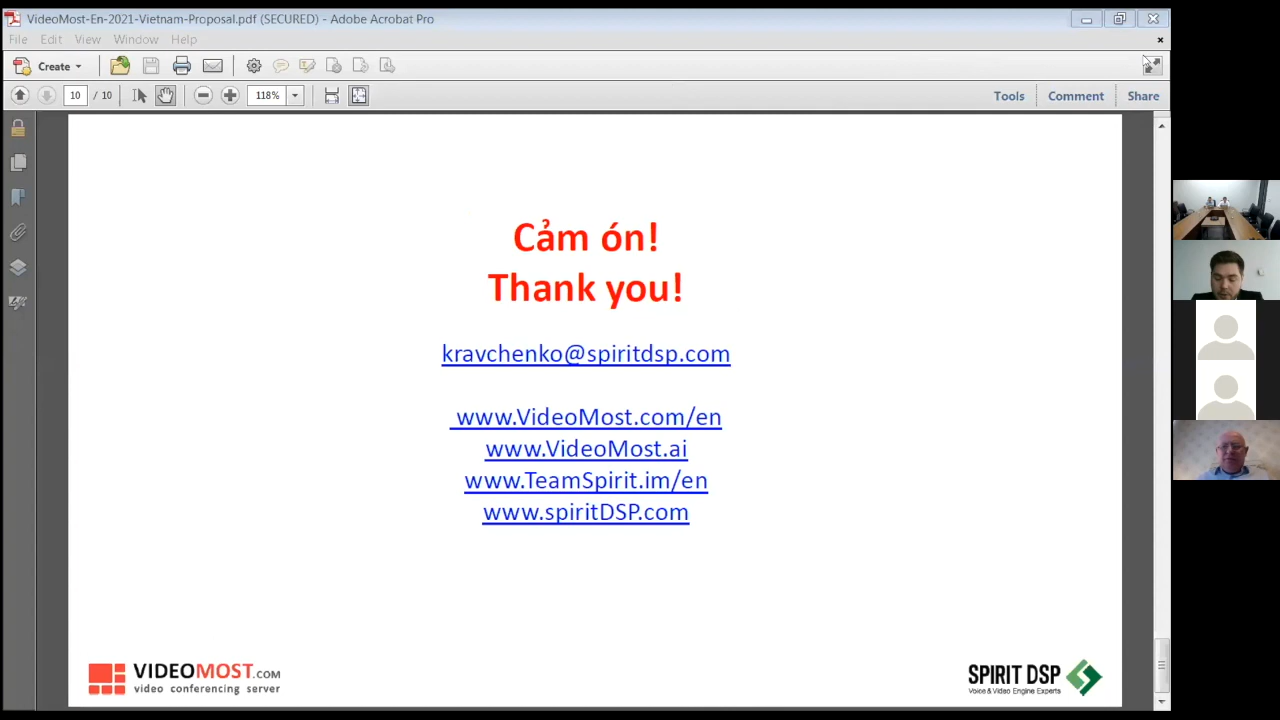 VideoMost-En-2021-Vietnam-Proposal.pdf (SECURED) - Adobe Acrobat Pro
File Edit View Window Help
Create
10 / 10 118% Tools Comment Share
Cảm ón!
Thank you!
kravchenko@spiritdsp.com
www.VideoMost.com/en
www.VideoMost.ai
www.TeamSpirit.im/en
www.spiritDSP.com
VIDEOMOST.COM
video conferencing server
SPIRIT DSP
Voice & Video Engine Experts